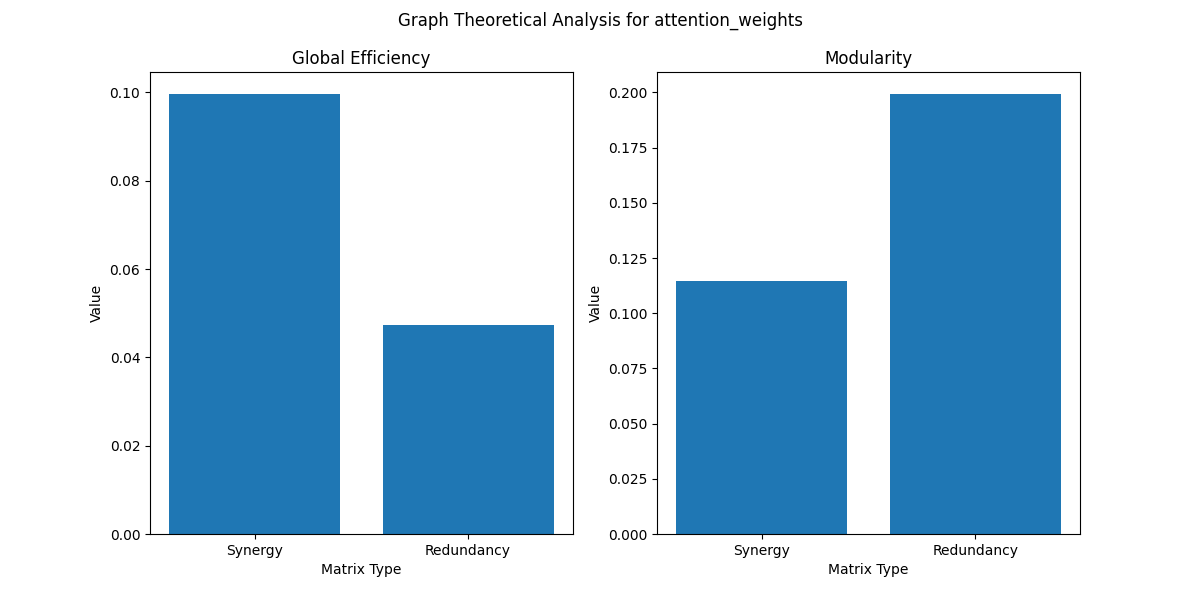 Graph Theoretical Analysis for attention_weights
Global Efficiency
0.10
0.08
0.06
0.04
0.02
0.00
Value
Synergy
Redundancy
Matrix Type
Modularity
0.200
0.175
0.150
0.125
0.100
0.075
0.050
0.025
0.000
Value
Synergy
Redundancy
Matrix Type